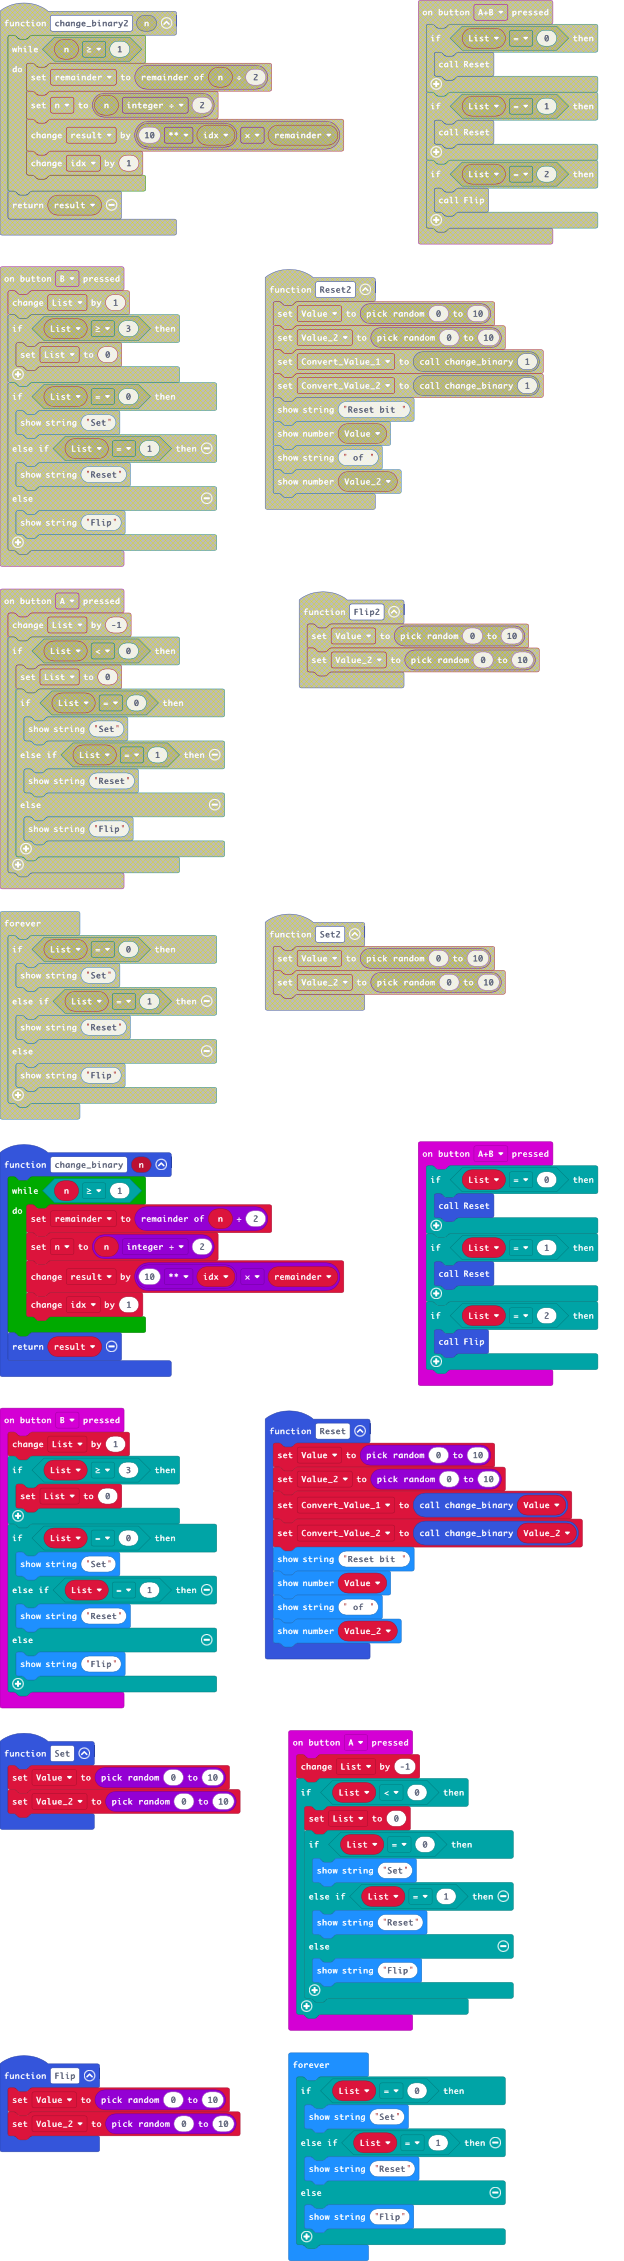 function change_binary2 n
while n ≥ 1
do
set remainder to remainder of n ÷ 2
set n to n integer ÷ 2
change result by 10 ** idx × remainder
change idx by 1
return result
on button A+B pressed
if List = 0 then
call Reset
if List = 1 then
call Reset
if List = 2 then
call Flip
on button B pressed
change List by 1
if List ≥ 3 then
set List to 0
if List = 0 then
show string "Set"
else if List = 1 then
show string "Reset"
else
show string "Flip"
function Reset2
set Value to pick random 0 to 10
set Value_2 to pick random 0 to 10
set Convert_Value_1 to call change_binary 1
set Convert_Value_2 to call change_binary 1
show string "Reset bit "
show number Value
show string " of "
show number Value_2
on button A pressed
change List by -1
if List < 0 then
set List to 0
if List = 0 then
show string "Set"
else if List = 1 then
show string "Reset"
else
show string "Flip"
function Flip2
set Value to pick random 0 to 10
set Value_2 to pick random 0 to 10
forever
if List = 0 then
show string "Set"
else if List = 1 then
show string "Reset"
else
show string "Flip"
function Set2
set Value to pick random 0 to 10
set Value_2 to pick random 0 to 10
function change_binary n
while n ≥ 1
do
set remainder to remainder of n ÷ 2
set n to n integer ÷ 2
change result by 10 ** idx × remainder
change idx by 1
return result
on button A+B pressed
if List = 0 then
call Reset
if List = 1 then
call Reset
if List = 2 then
call Flip
on button B pressed
change List by 1
if List ≥ 3 then
set List to 0
if List = 0 then
show string "Set"
else if List = 1 then
show string "Reset"
else
show string "Flip"
function Reset
set Value to pick random 0 to 10
set Value_2 to pick random 0 to 10
set Convert_Value_1 to call change_binary Value
set Convert_Value_2 to call change_binary Value_2
show string "Reset bit "
show number Value
show string " of "
show number Value_2
function Set
set Value to pick random 0 to 10
set Value_2 to pick random 0 to 10
on button A pressed
change List by -1
if List < 0 then
set List to 0
if List = 0 then
show string "Set"
else if List = 1 then
show string "Reset"
else
show string "Flip"
function Flip
set Value to pick random 0 to 10
set Value_2 to pick random 0 to 10
forever
if List = 0 then
show string "Set"
else if List = 1 then
show string "Reset"
else
show string "Flip"